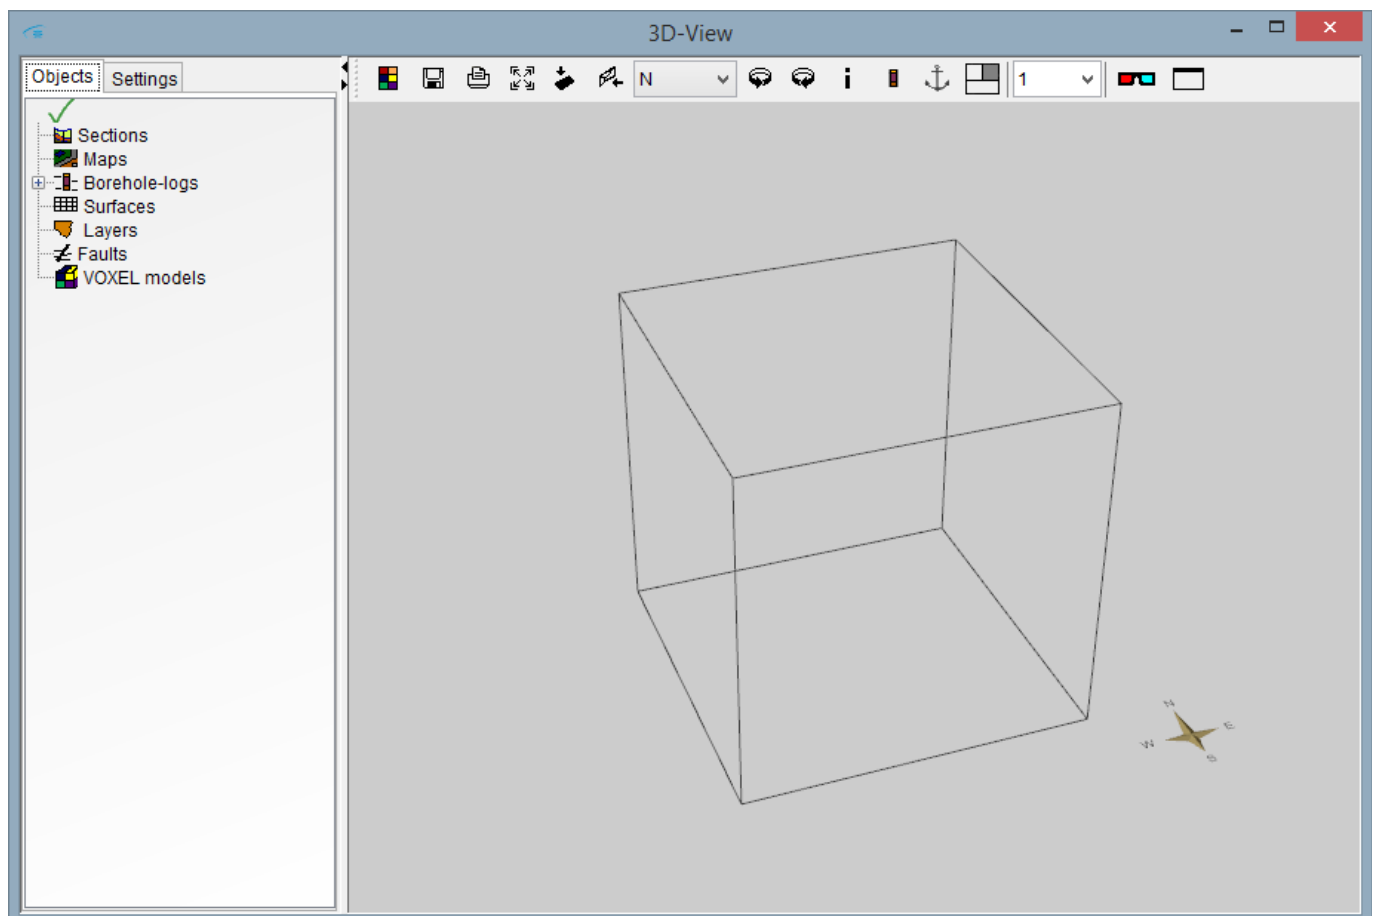 3D-View
Objects Settings
N 1
Sections
Maps
Borehole-logs
Surfaces
Layers
Faults
VOXEL models
N
E
W
S